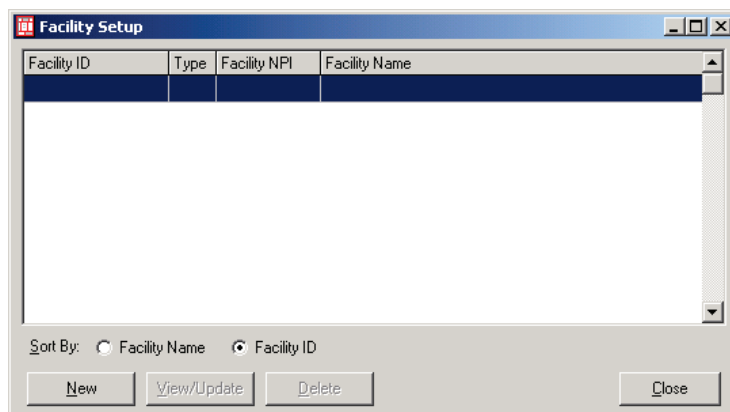 Facility Setup
Facility ID Type Facility NPI Facility Name
Sort By: Facility Name Facility ID
New View/Update Delete Close